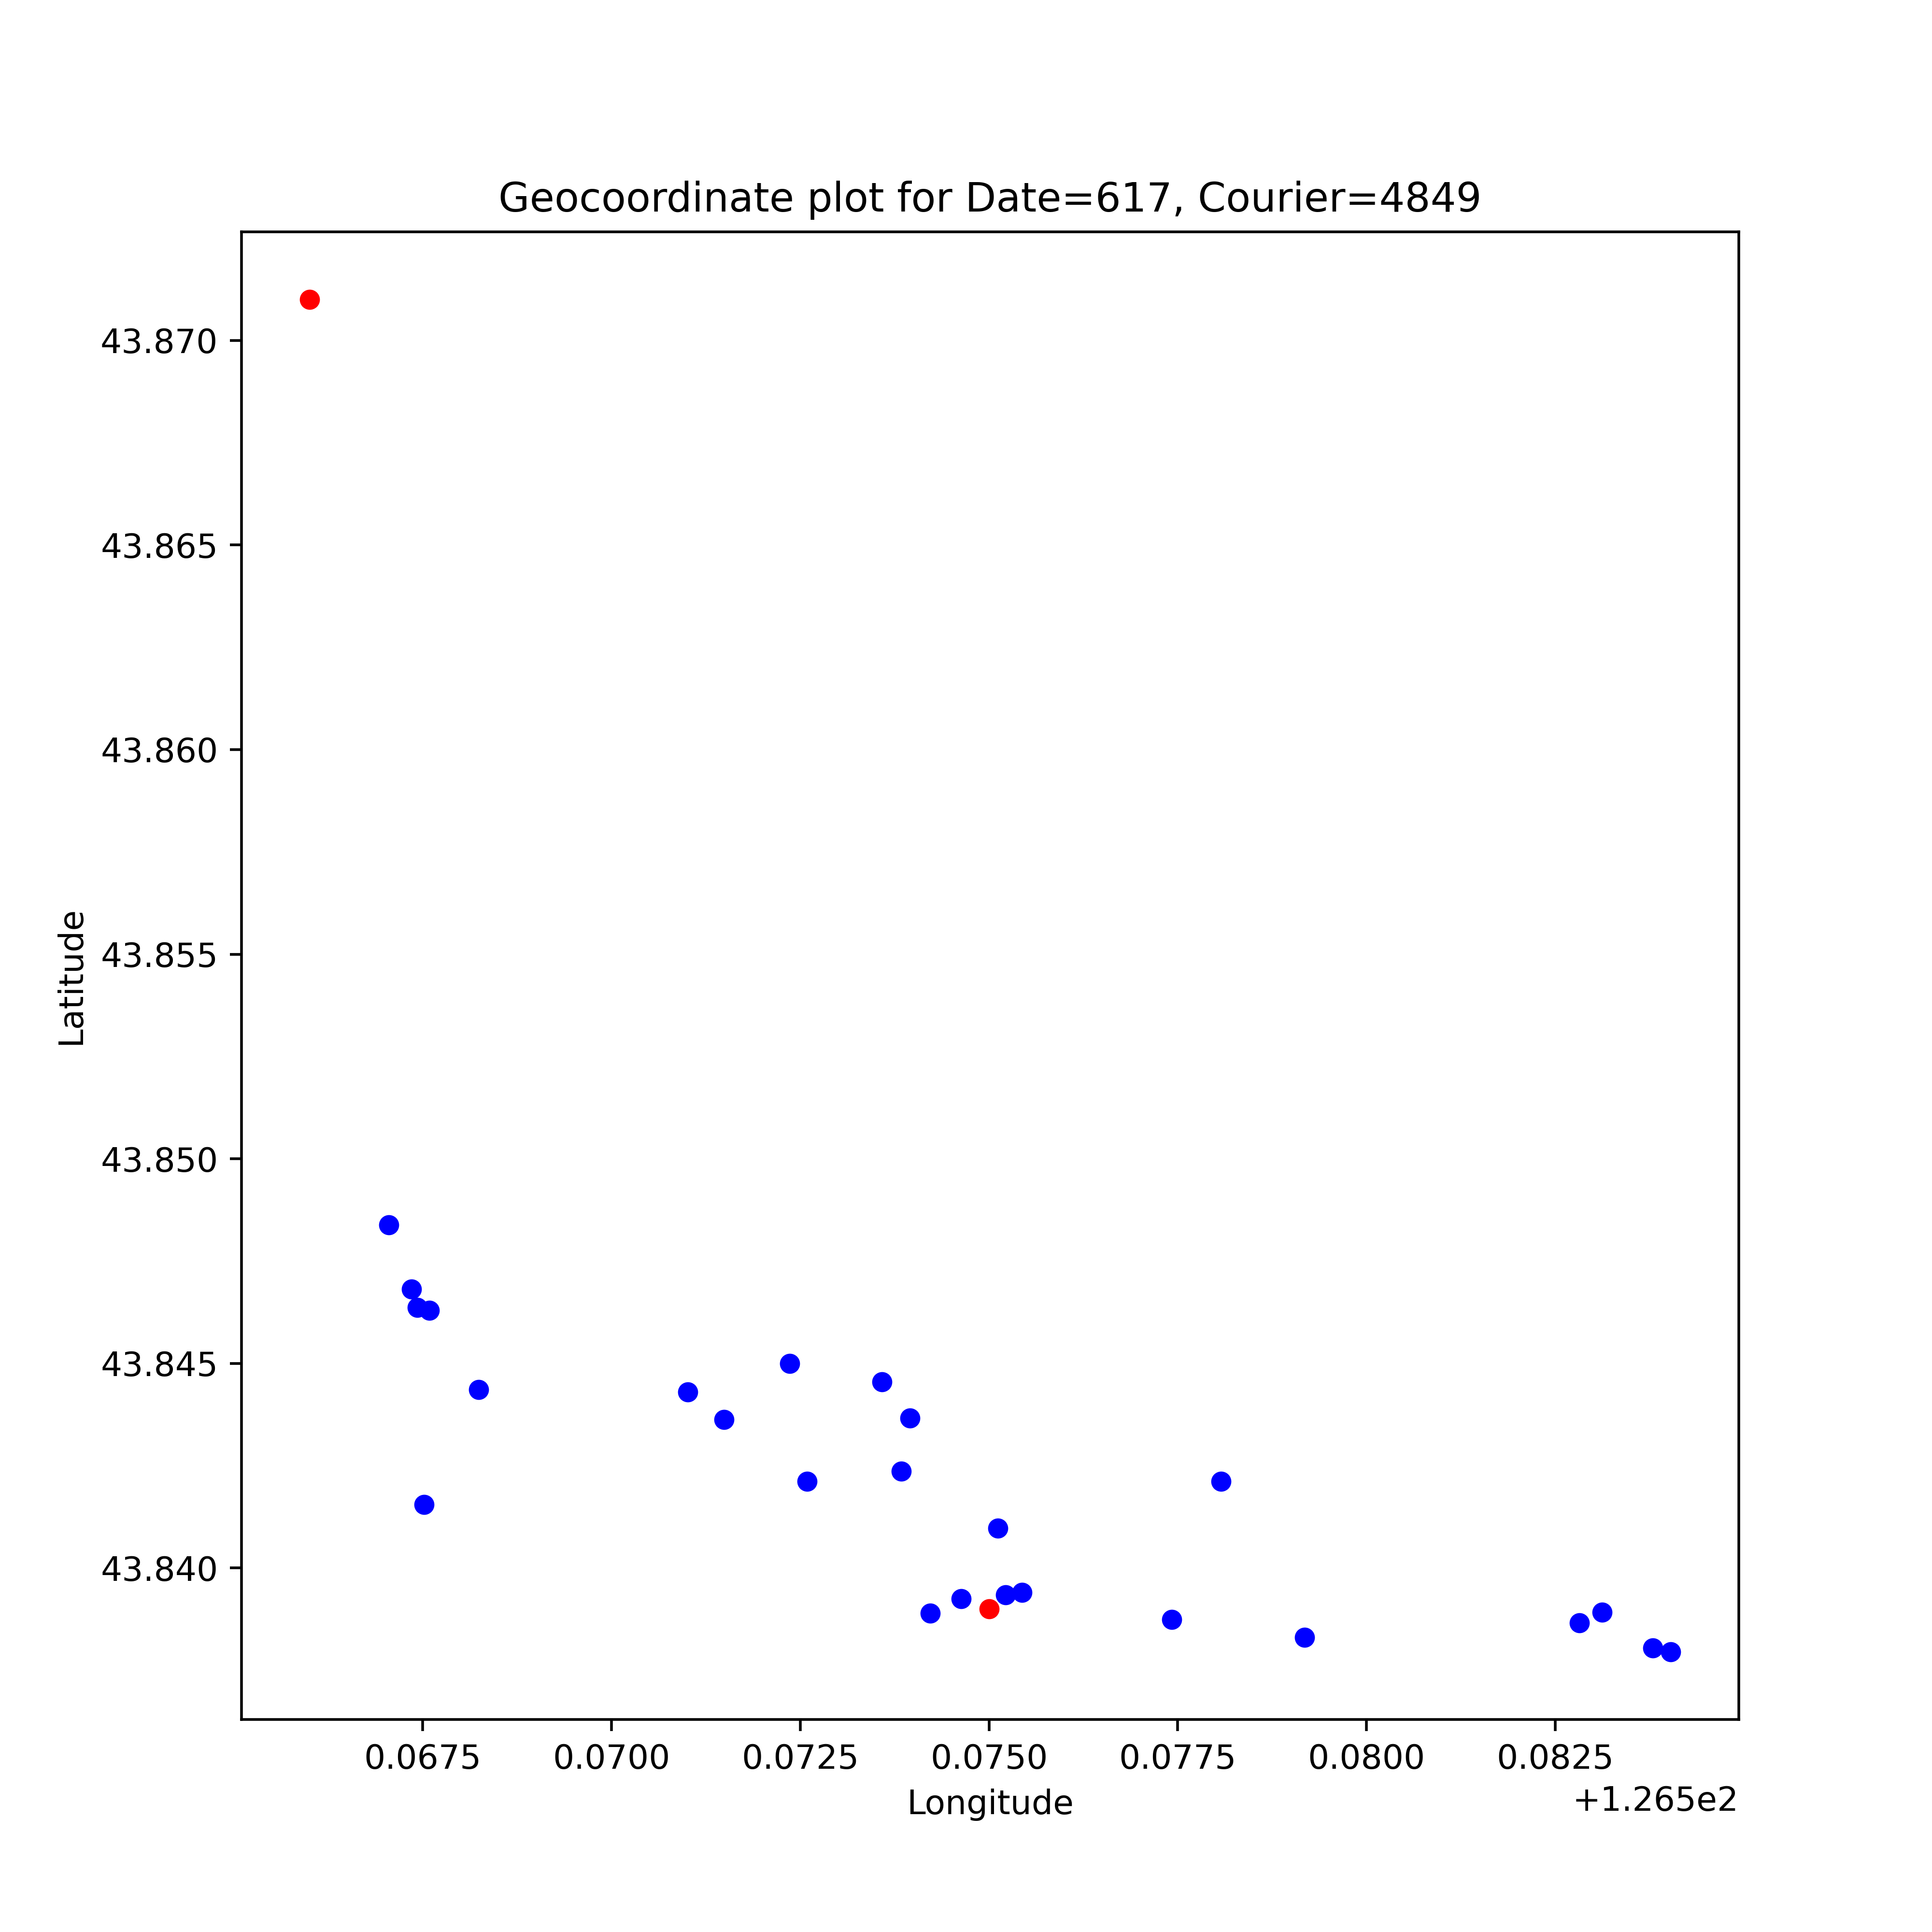 Geocoordinate plot for Date=617, Courier=4849
43.870
43.865
43.860
43.855
43.850
43.845
43.840
Latitude
0.0675 0.0700 0.0725 0.0750 0.0775 0.0800 0.0825
Longitude
+1.265e2